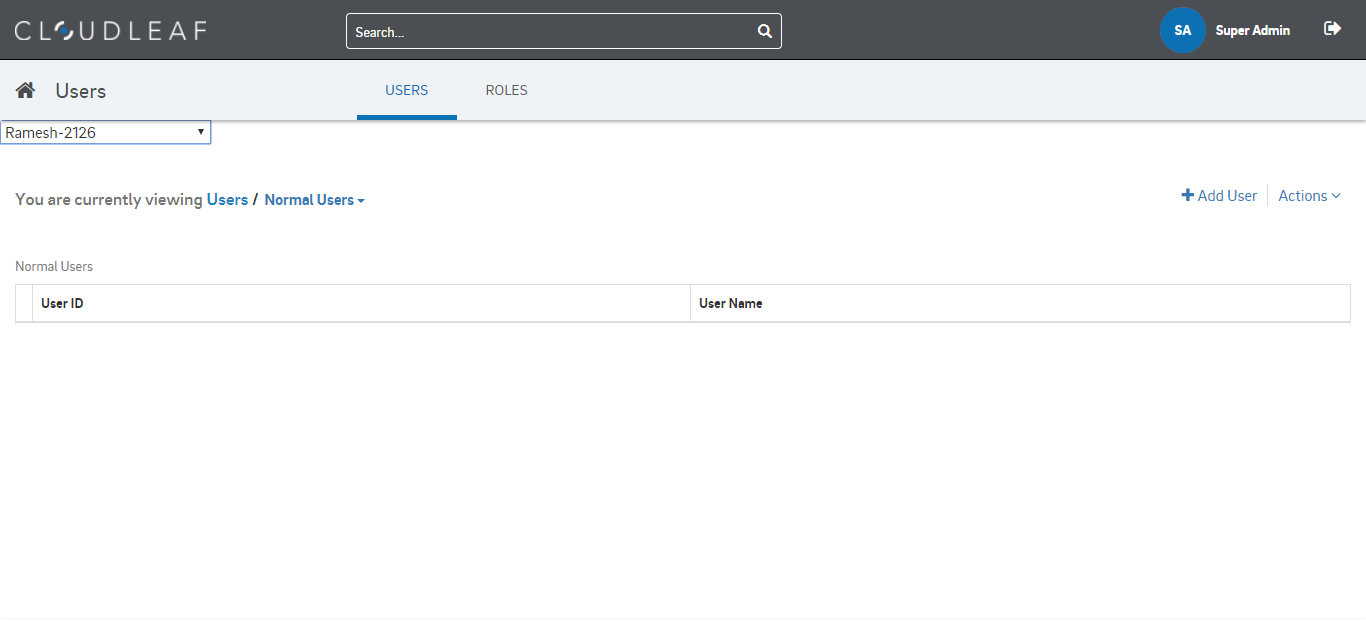 CLOUDLEAF
Search...
SA
Super Admin
Users
USERS
ROLES
Ramesh-2126
You are currently viewing Users / Normal Users
Add User
Actions
Normal Users
User ID
User Name